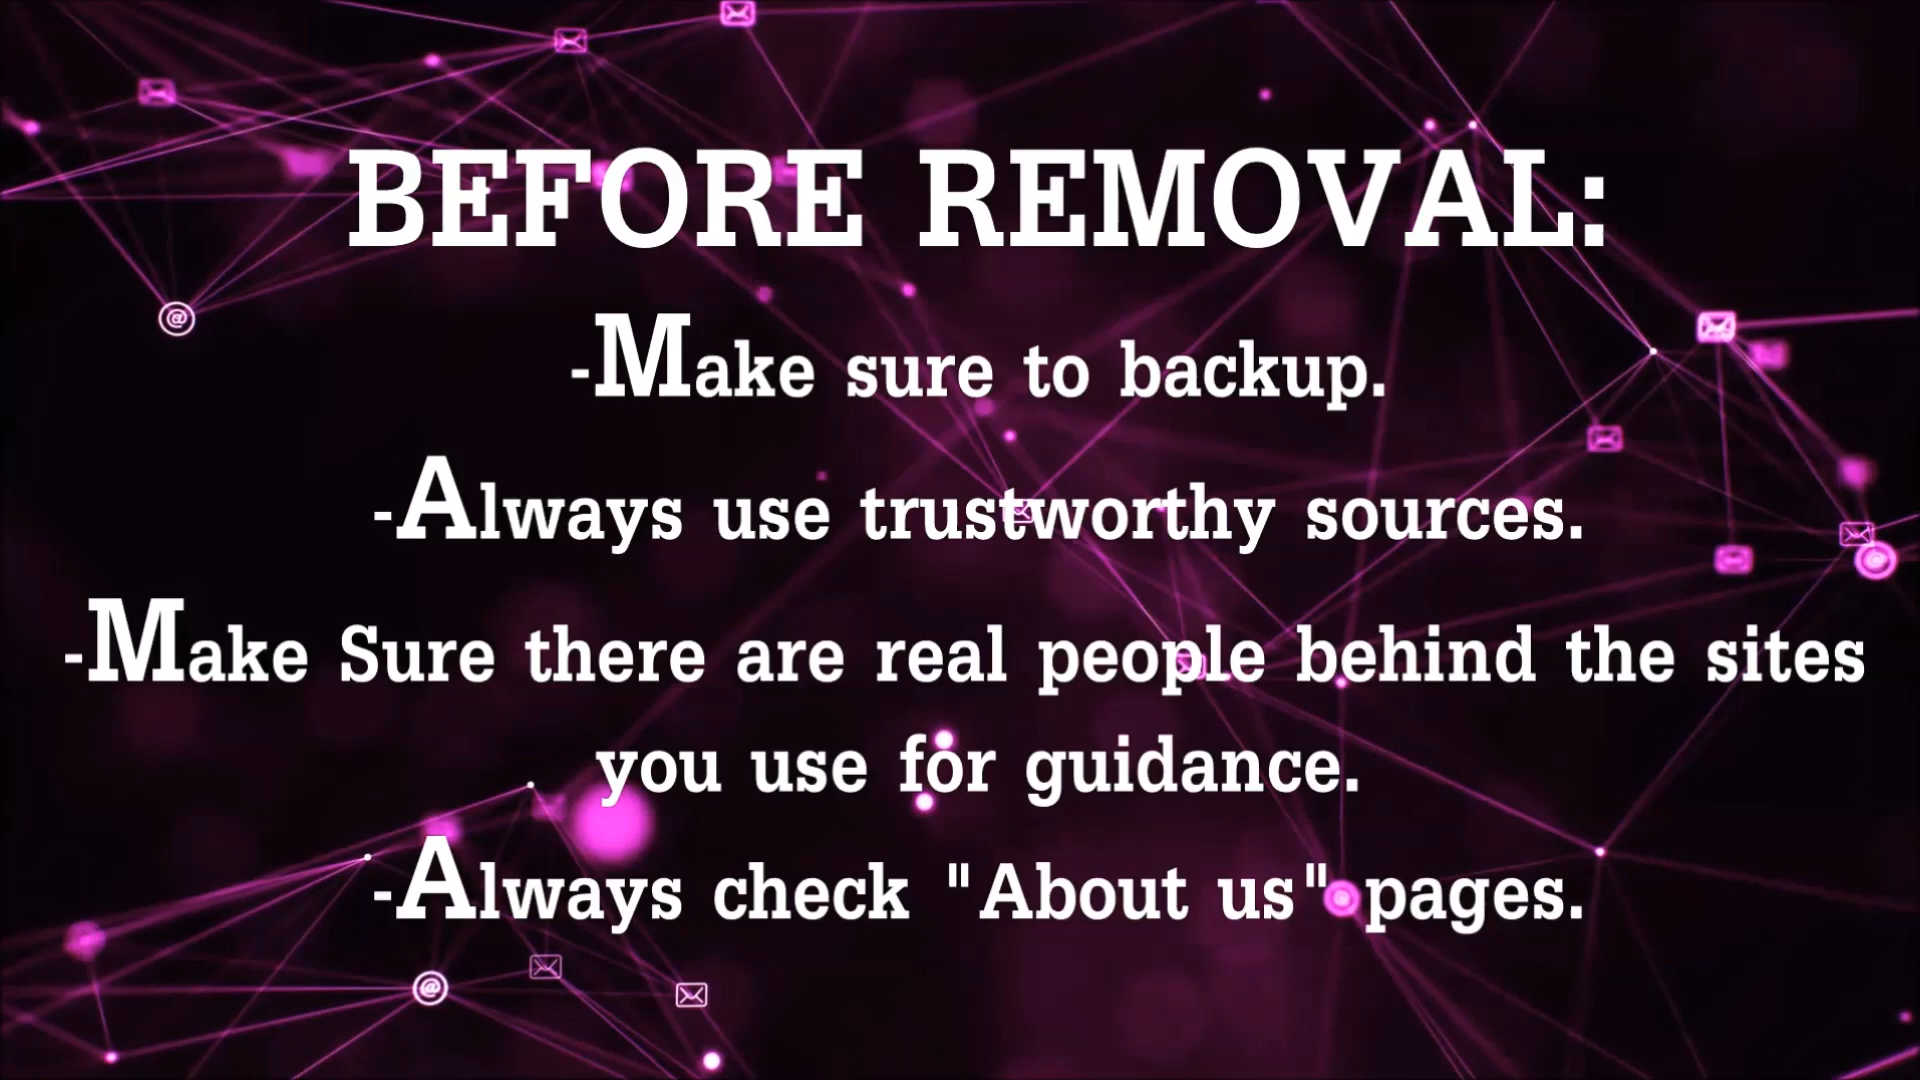 BEFORE REMOVAL:
-Make sure to backup.
-Always use trustworthy sources.
-Make Sure there are real people behind the sites
you use for guidance.
-Always check "About us" pages.